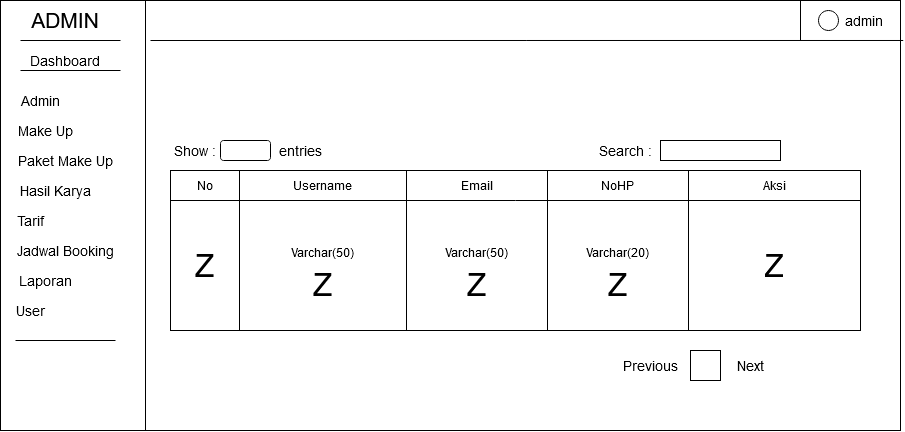 ADMIN
admin
Dashboard
Admin
Make Up
Paket Make Up
Hasil Karya
Tarif
Jadwal Booking
Laporan
User
Show : entries
Search :
No Username Email NoHP Aksi
Varchar(50) Varchar(50) Varchar(20)
Z Z Z Z Z
Previous Next